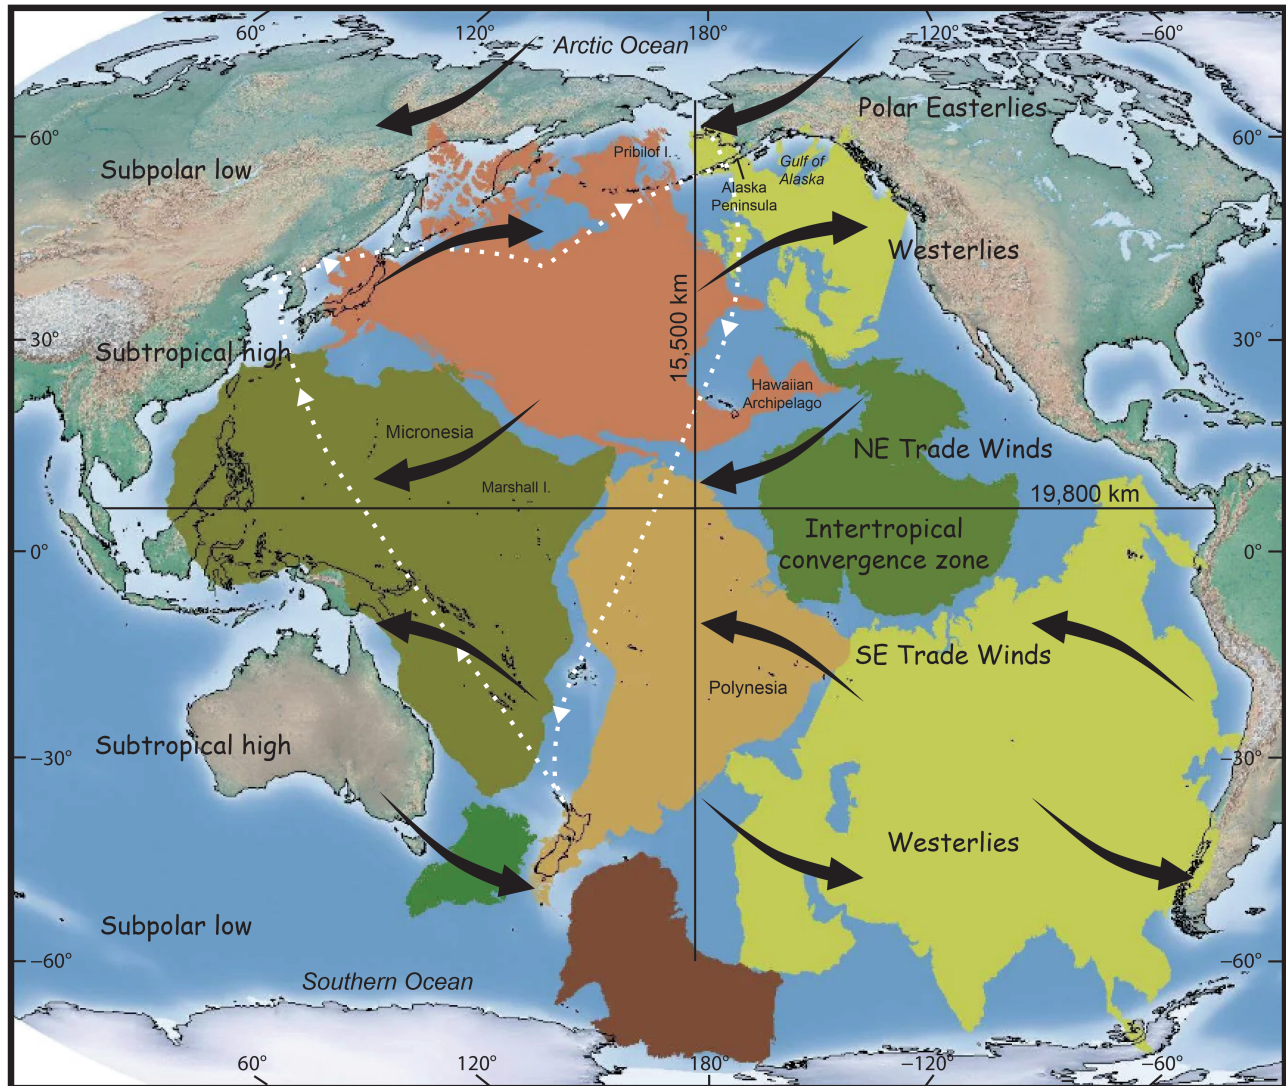 60° 120° 180° −120° −60°
Arctic Ocean
Polar Easterlies
60° 60°
Subpolar low
Pribilof I.
Gulf of
Alaska
Alaska
Peninsula
Westerlies
15,500 km
30° 30°
Subtropical high
Hawaiian
Archipelago
Micronesia
NE Trade Winds
Marshall I.
19,800 km
Intertropical
convergence zone
0° 0°
SE Trade Winds
Polynesia
Subtropical high
−30° −30°
Westerlies
Subpolar low
−60° −60°
Southern Ocean
60° 120° 180° −120° −60°